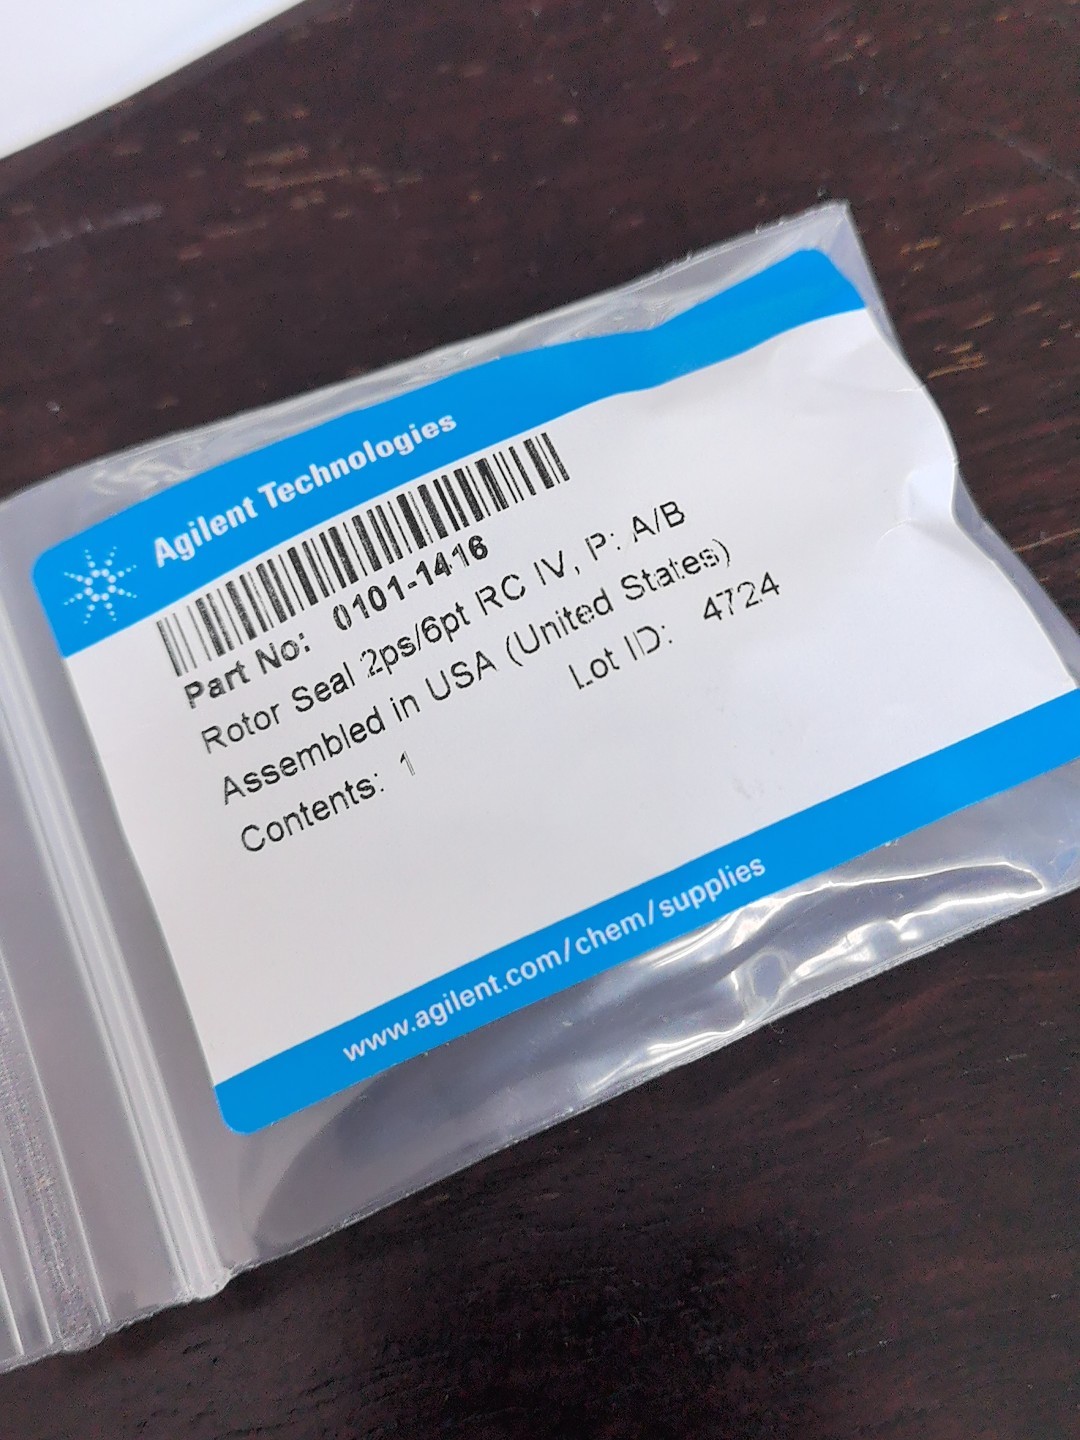 Agilent Technologies
Part No: 0101-1416
Rotor Seal 2ps/6pt RC IV, P: A/B
Assembled in USA (United States)
Contents: 1 Lot ID: 4724
www.agilent.com/chem/supplies